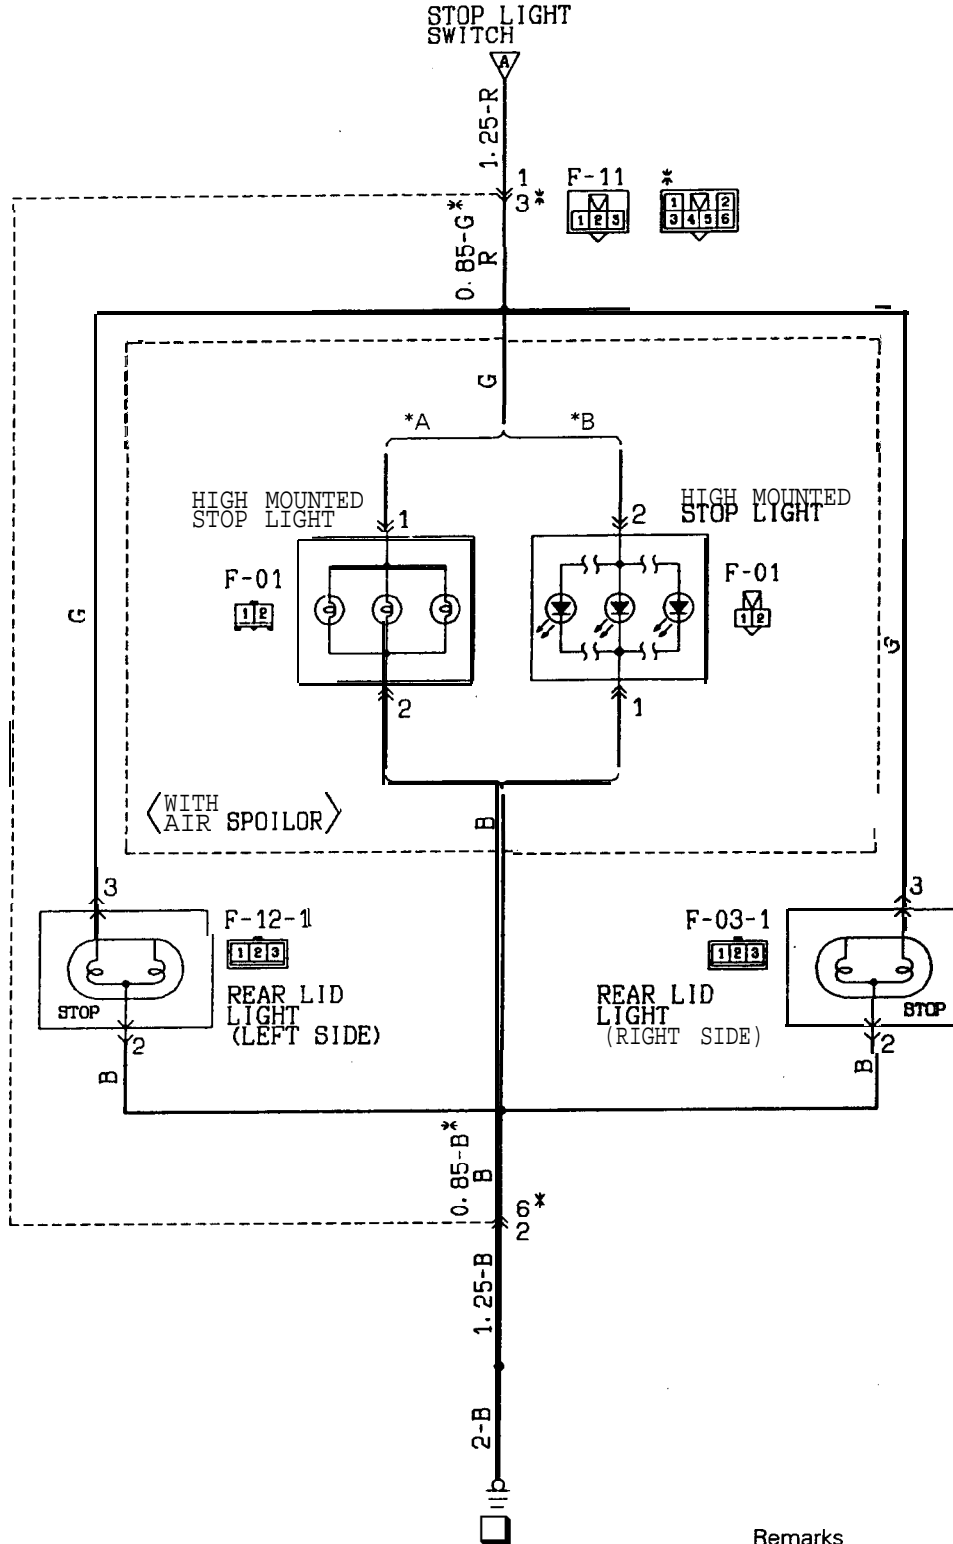 STOP LIGHT
SWITCH
A
1.25-R
1
3*
F-11
*
1 2 3
1 2
3 4 5 6
0.85-G*
R
G
*A
*B
HIGH MOUNTED
STOP LIGHT
1
2
HIGH MOUNTED
STOP LIGHT
F-01
1 2
F-01
1 2
G
G
2
1
WITH
AIR SPOILOR
B
3
3
F-12-1
1 2 3
F-03-1
1 2 3
STOP
REAR LID
LIGHT
(LEFT SIDE)
REAR LID
LIGHT
(RIGHT SIDE)
STOP
2
2
B
B
0.85-B*
B
6*
2
1.25-B
2-B
Remarks